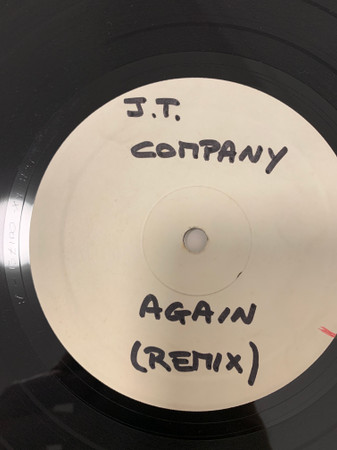 J.T.
COMPANY
AGAIN
(REMIX)